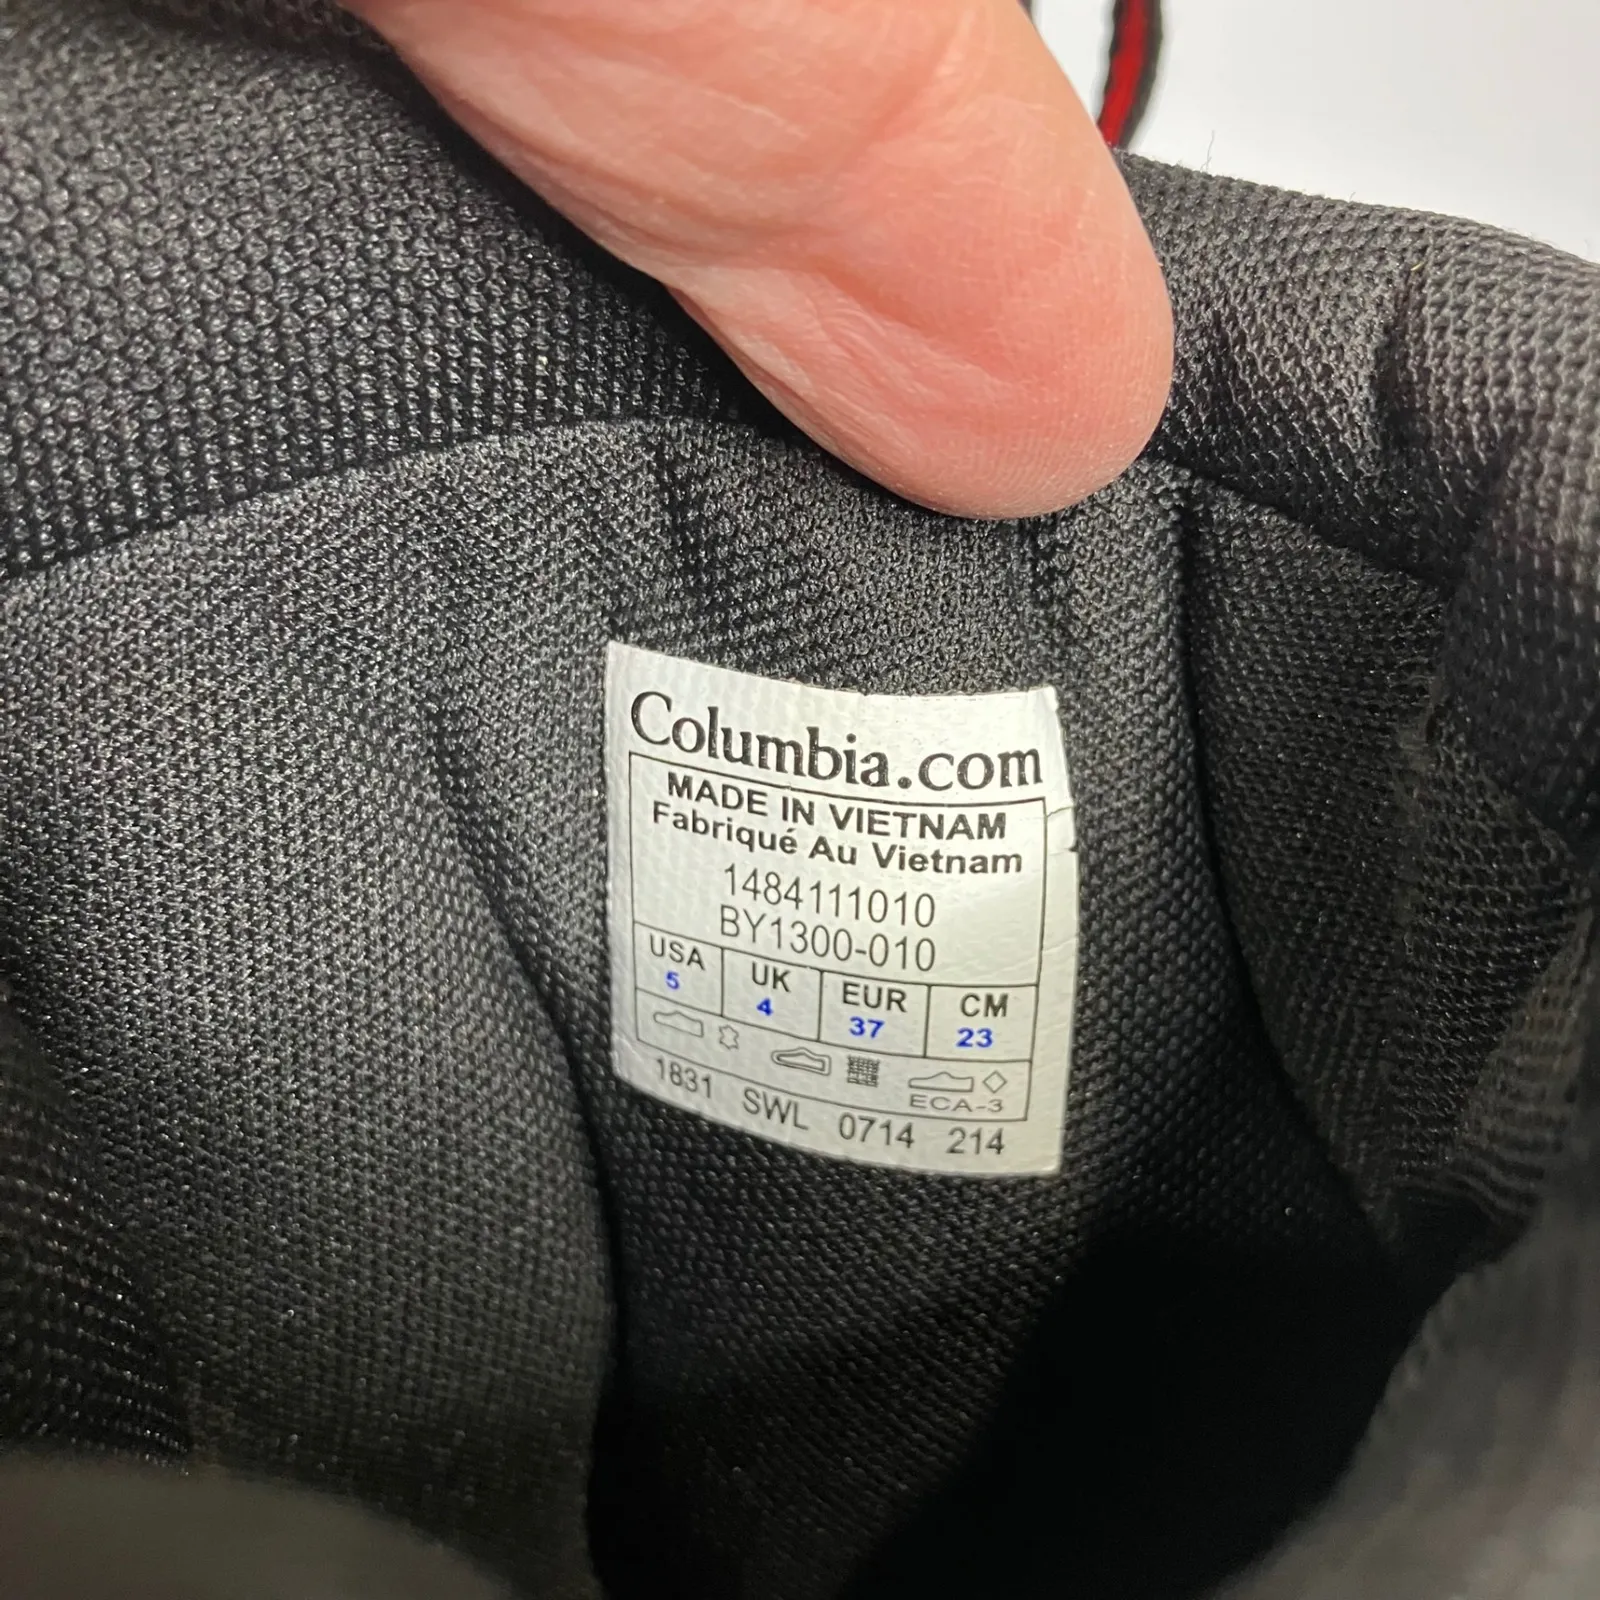 Columbia.com
MADE IN VIETNAM
Fabriqué Au Vietnam
1484111010
BY1300-010
USA UK EUR CM
5 4 37 23
ECA-3
1831 SWL 0714 214